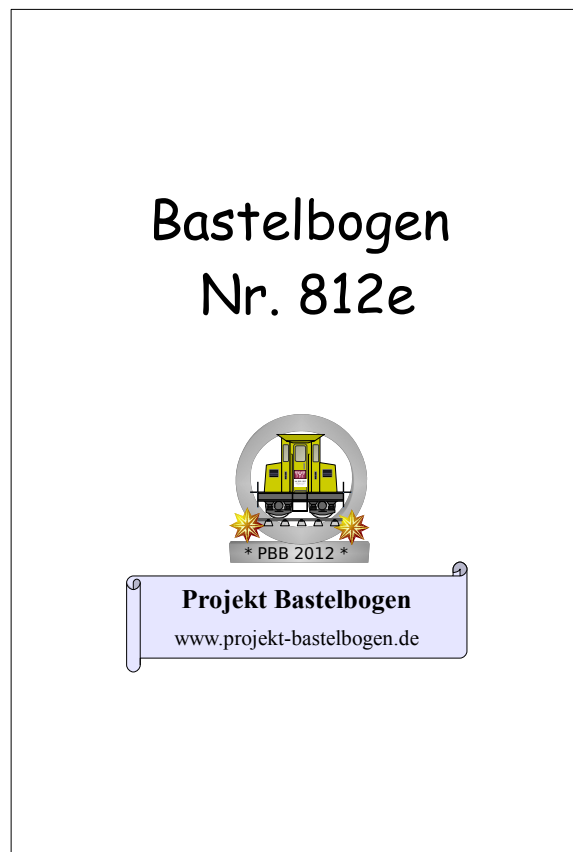 Bastelbogen
Nr. 812e
* PBB 2012 *
Projekt Bastelbogen
www.projekt-bastelbogen.de